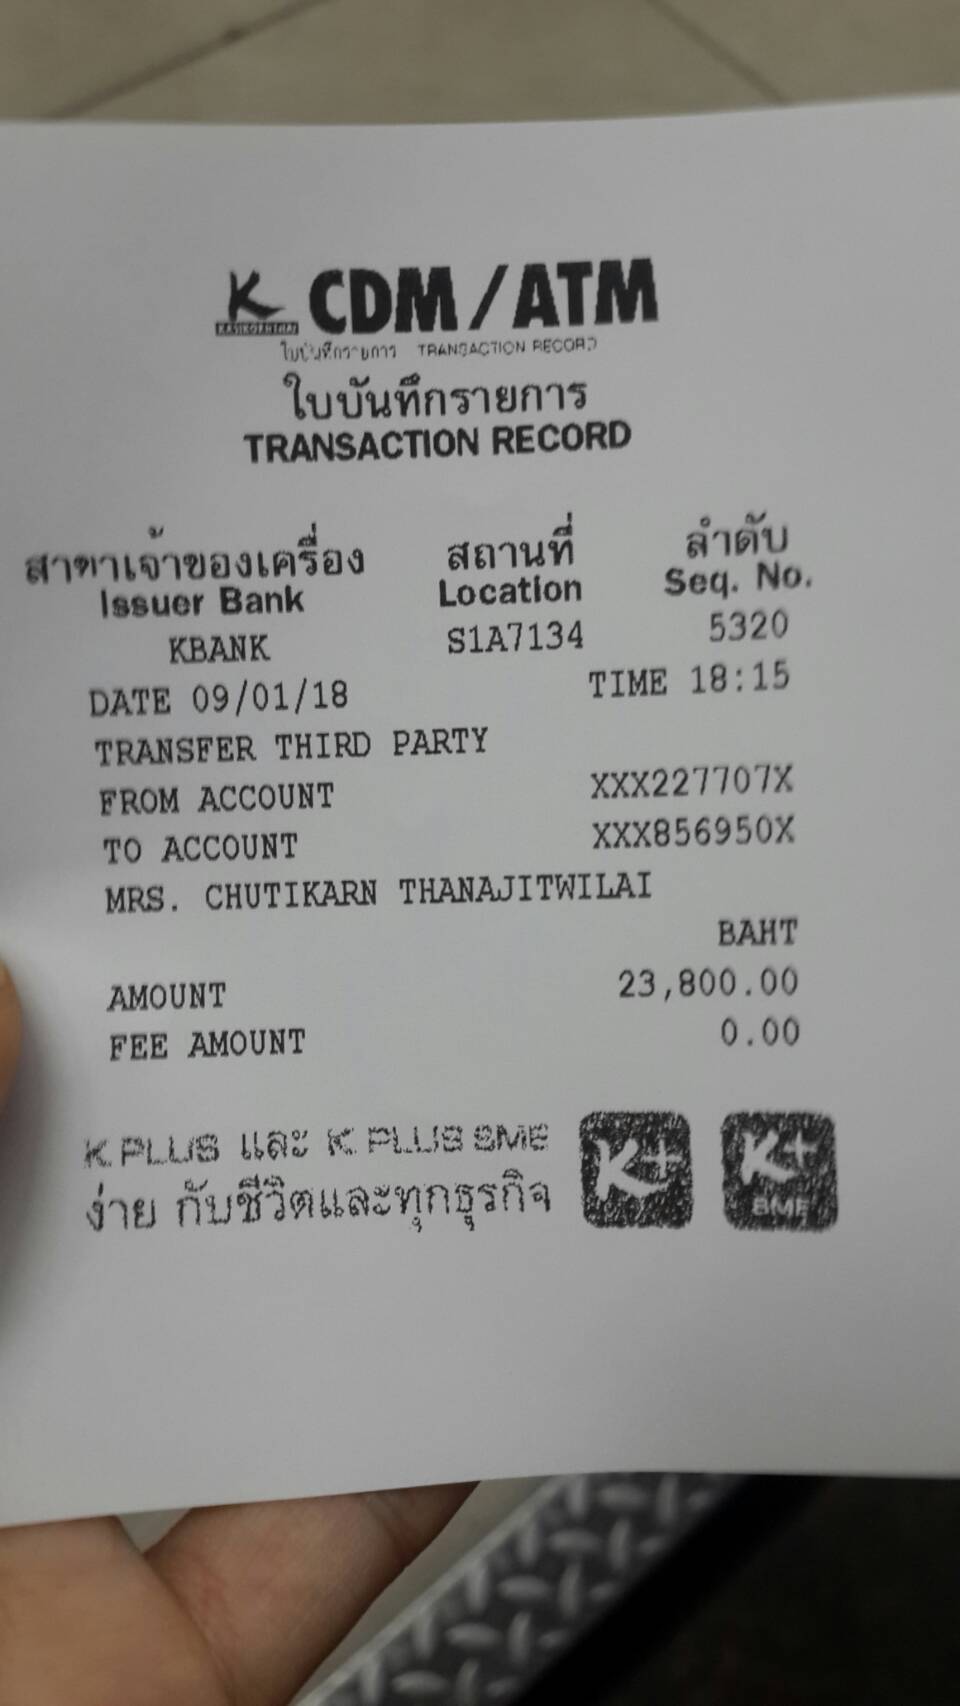 K CDM/ATM
KASIKORNTHAI
ใบบันทึกรายการ TRANSACTION RECORD
ใบบันทึกรายการ
TRANSACTION RECORD
สาขาเจ้าของเครื่อง สถานที่ ลำดับ
Issuer Bank Location Seq. No.
KBANK S1A7134 5320
DATE 09/01/18 TIME 18:15
TRANSFER THIRD PARTY
FROM ACCOUNT XXX227707X
TO ACCOUNT XXX856950X
MRS. CHUTIKARN THANAJITWILAI
BAHT
AMOUNT 23,800.00
FEE AMOUNT 0.00
K PLUS และ K PLUS SME K+ K+
ง่าย กับชีวิตและทุกธุรกิจ SME